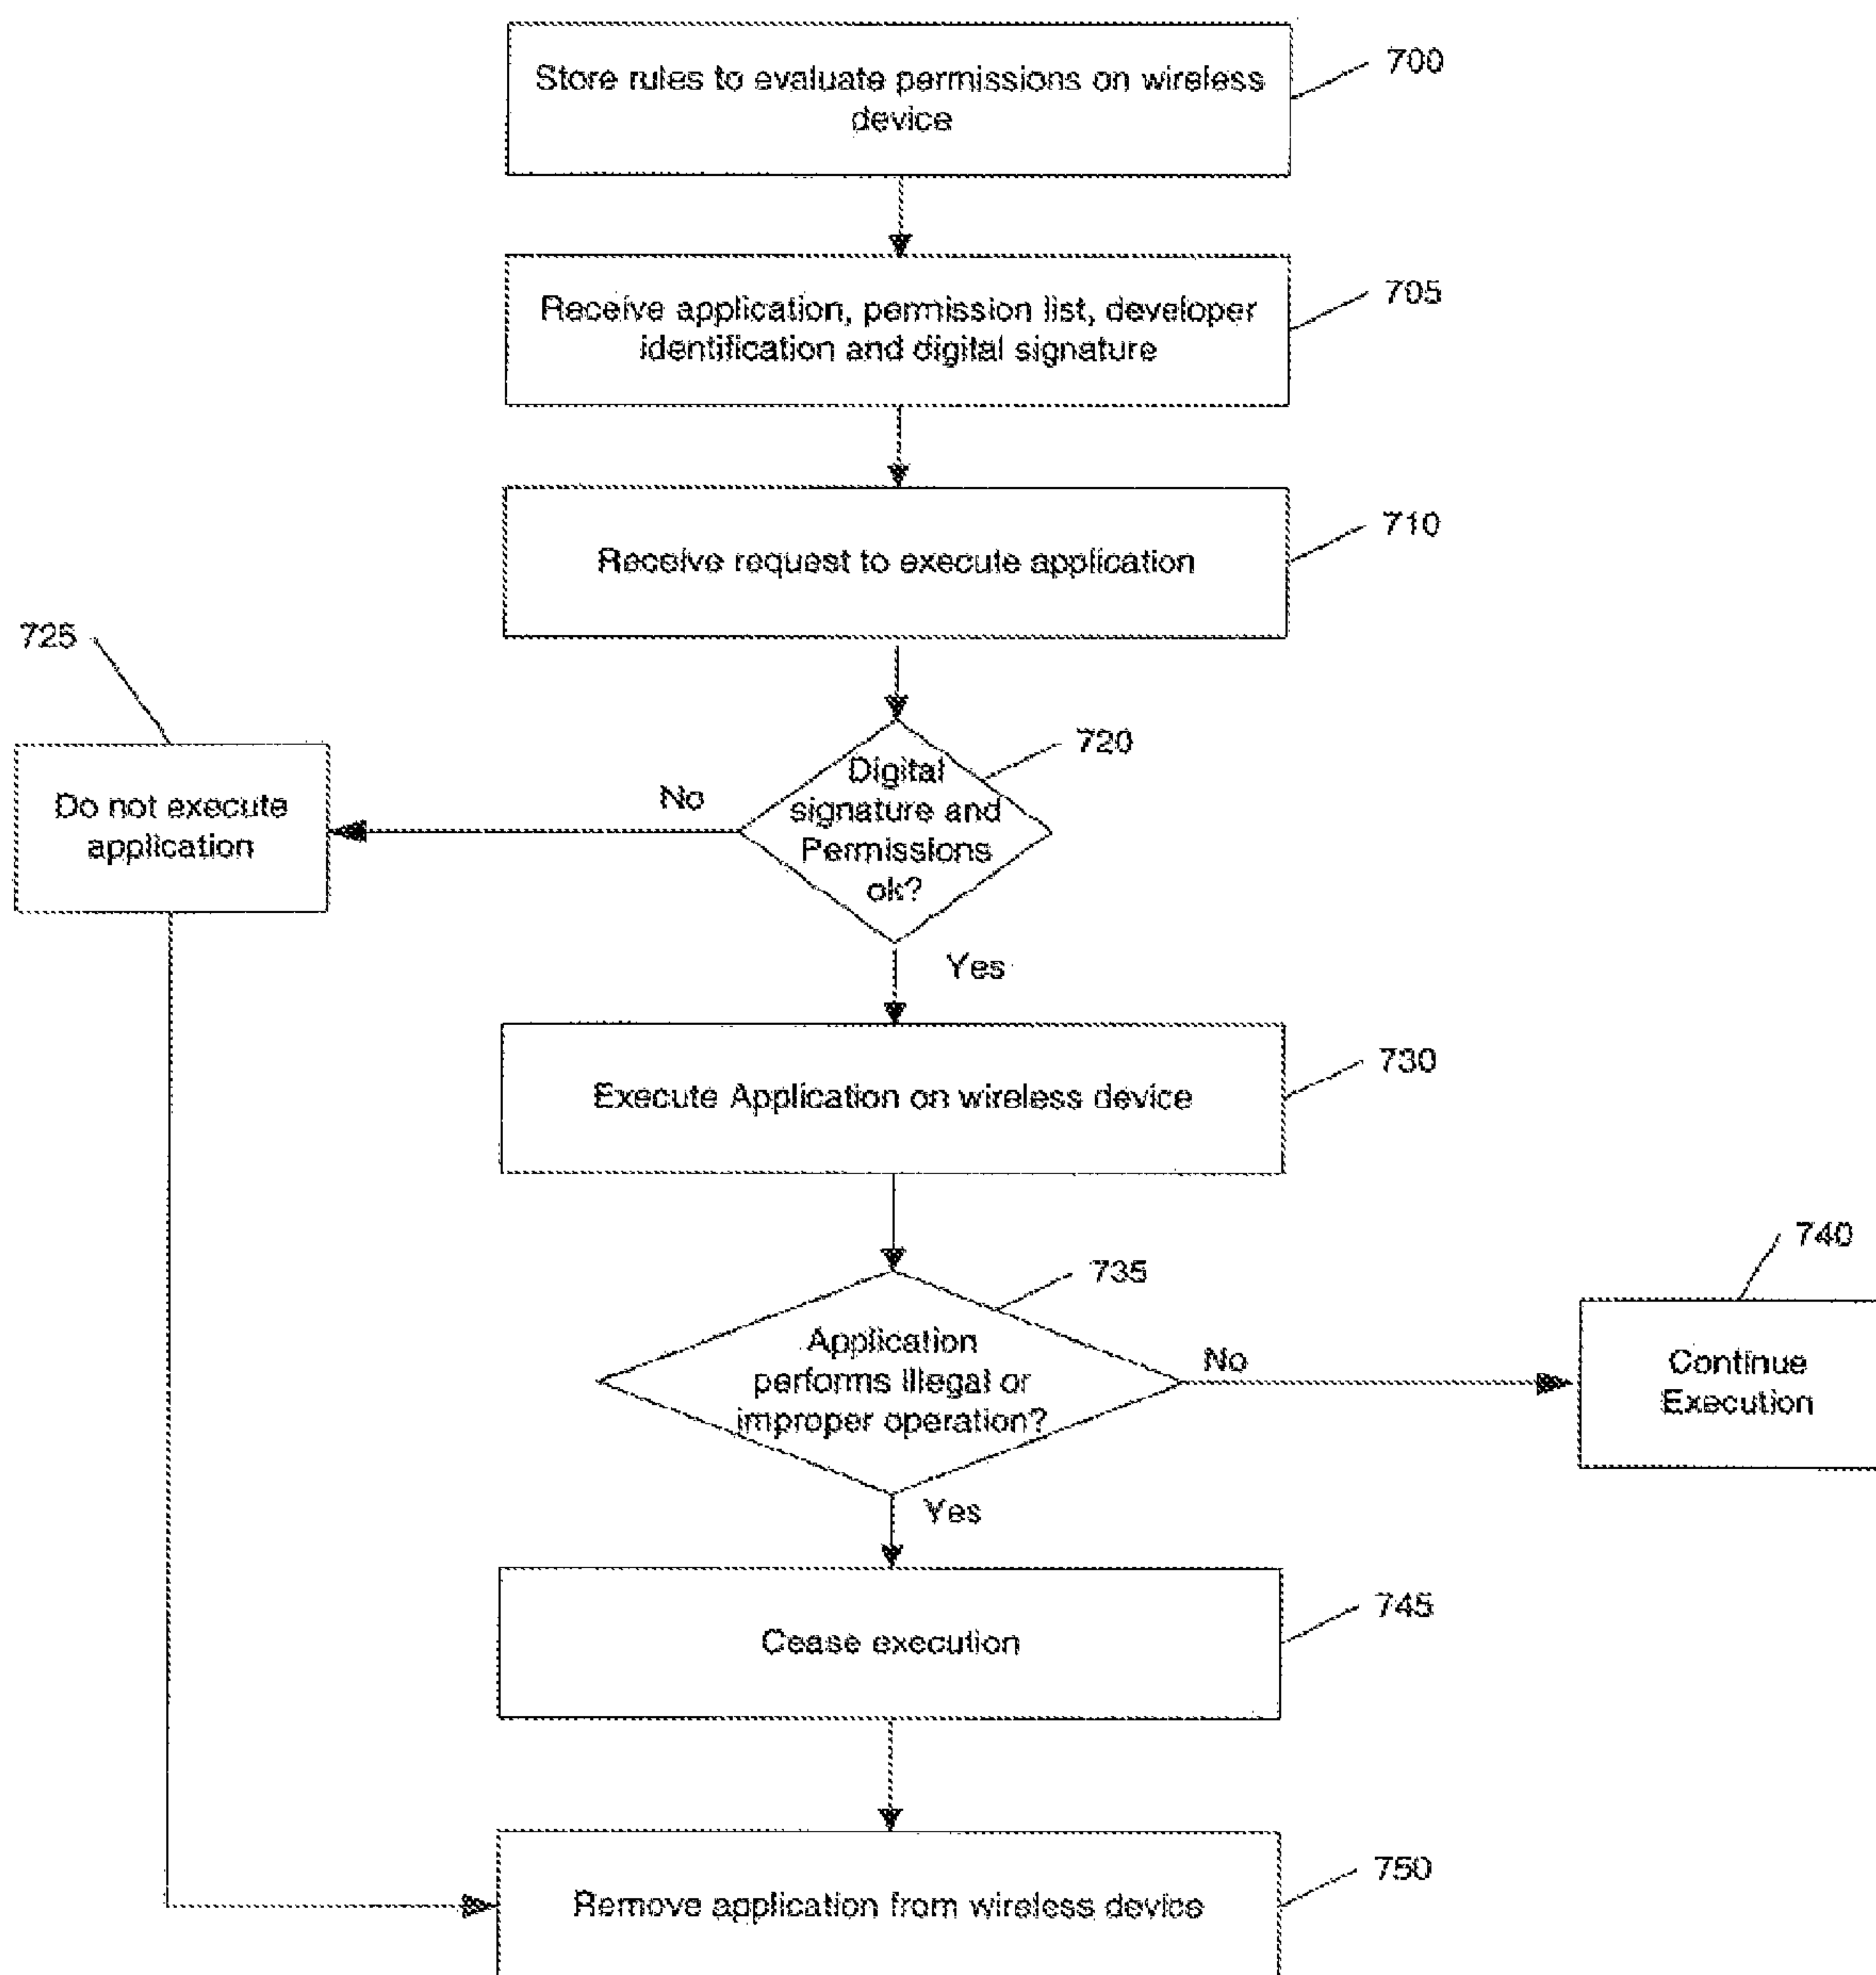 Store rules to evaluate permissions on wireless
device
700
Receive application, permission list, developer
identification and digital signature
705
Receive request to execute application
710
725
Do not execute
application
No
720
Digital
signature and
Permissions
ok?
Yes
Execute Application on wireless device
730
735
Application
performs illegal or
improper operation?
No
740
Continue
Execution
Yes
Cease execution
745
Remove application from wireless device
750